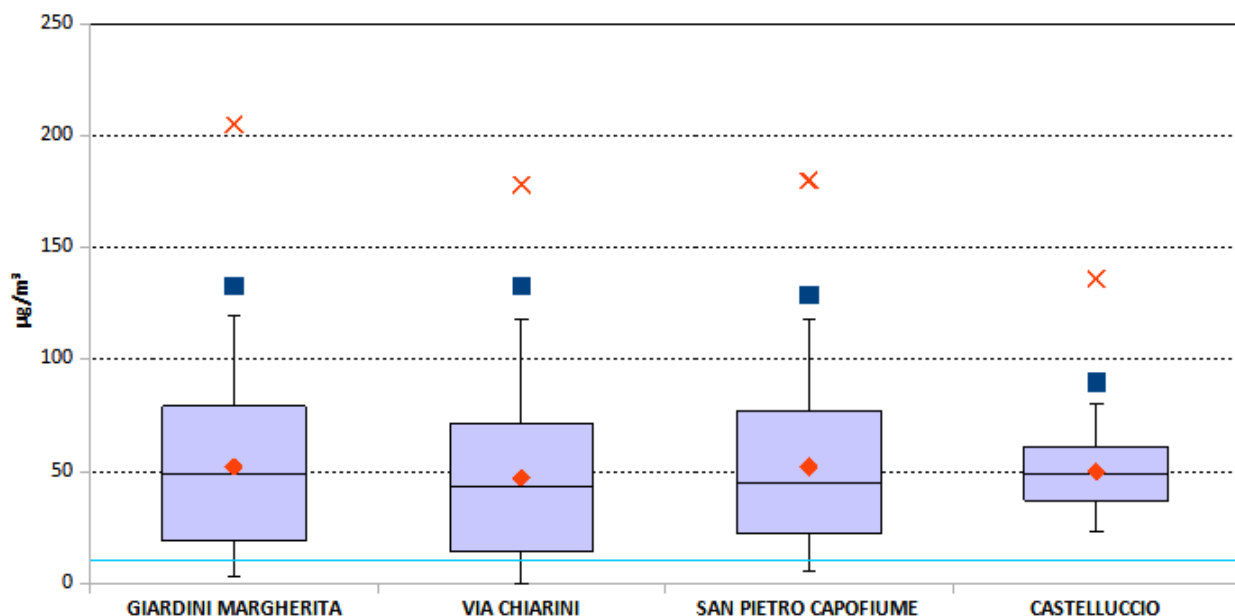 250
200
150
100
50
0
µg/m³
GIARDINI MARGHERITA
VIA CHIARINI
SAN PIETRO CAPOFIUME
CASTELLUCCIO